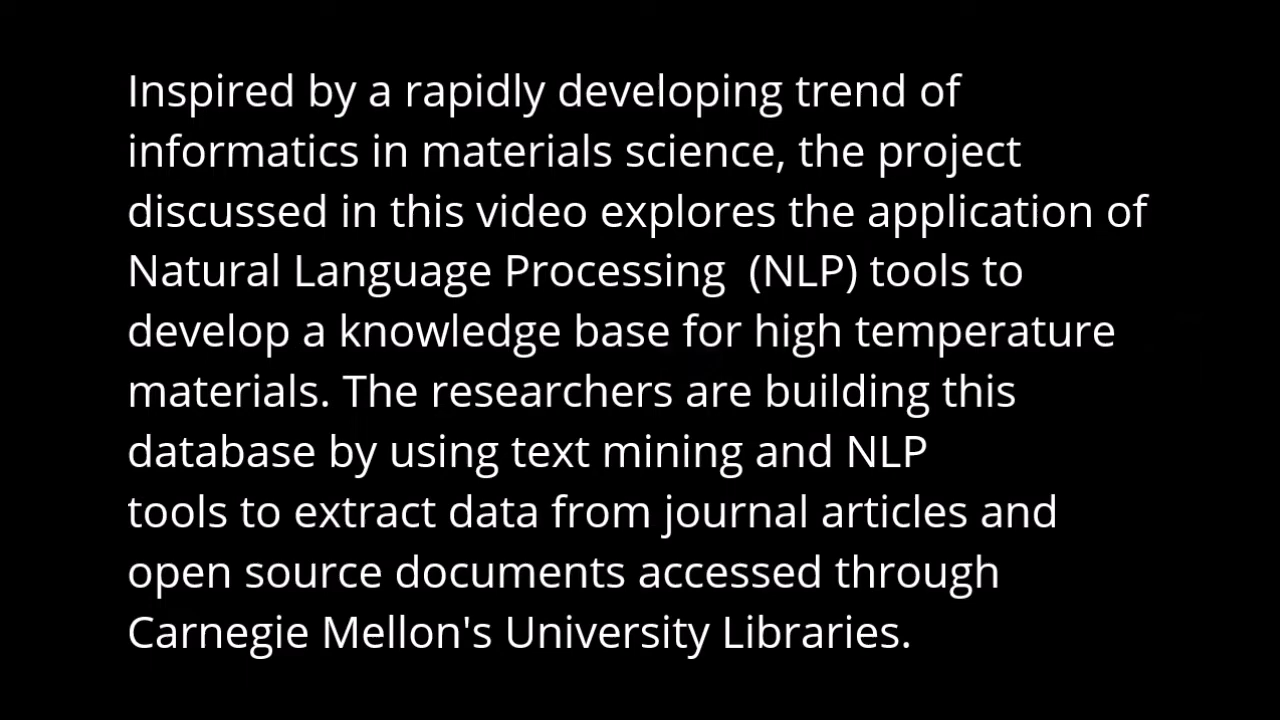 Inspired by a rapidly developing trend of
informatics in materials science, the project
discussed in this video explores the application of
Natural Language Processing  (NLP) tools to
develop a knowledge base for high temperature
materials. The researchers are building this
database by using text mining and NLP
tools to extract data from journal articles and
open source documents accessed through
Carnegie Mellon's University Libraries.